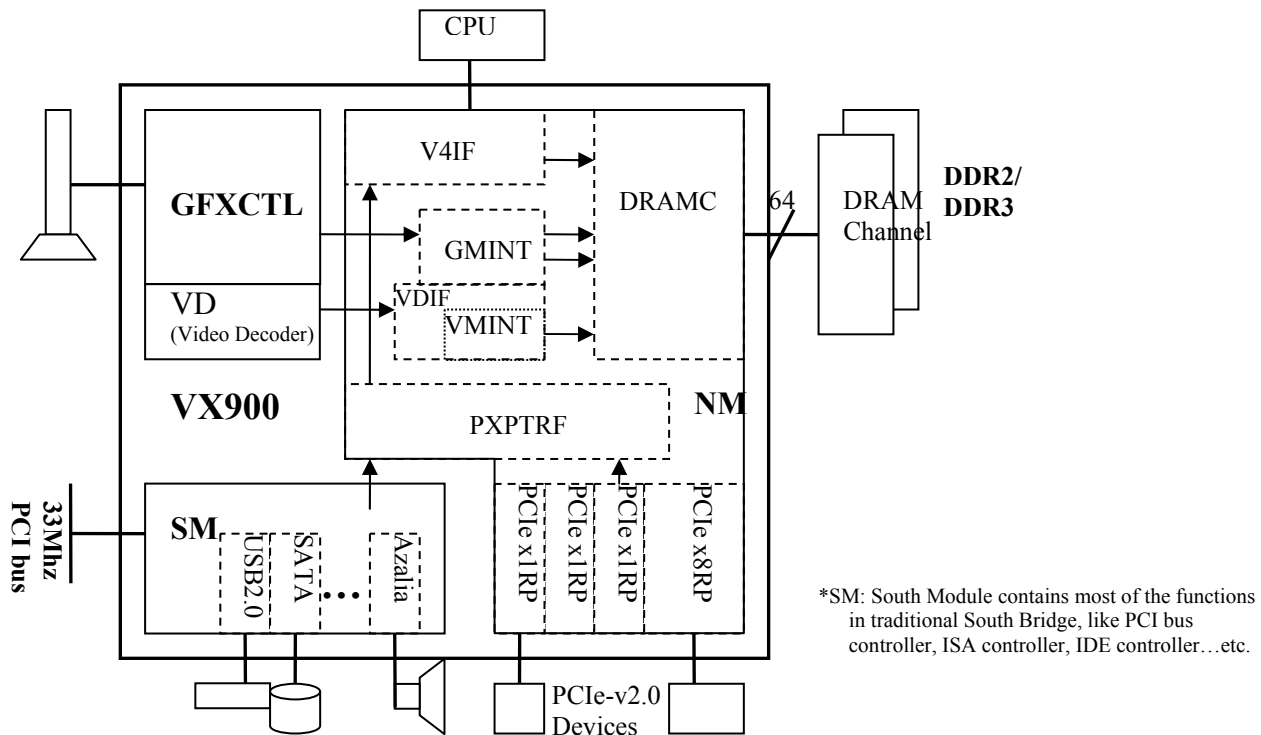 CPU
V4IF
GFXCTL
DRAMC
64
DRAM
Channel
DDR2/
DDR3
GMINT
VD
(Video Decoder)
VDIF
VMINT
VX900
NM
PXPTRF
33Mhz
PCI bus
SM
USB2.0
SATA
...
Azalia
PCIe x1RP
PCIe x1RP
PCIe x1RP
PCIe x8RP
*SM: South Module contains most of the functions
in traditional South Bridge, like PCI bus
controller, ISA controller, IDE controller…etc.
PCIe-v2.0
Devices